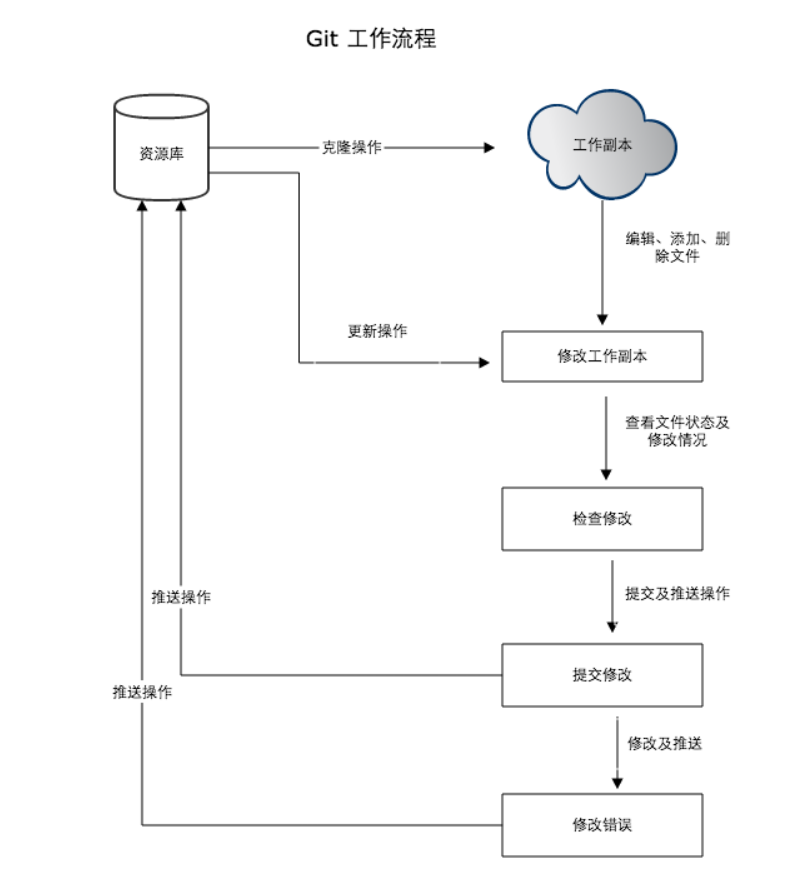 Git 工作流程
资源库
克隆操作
工作副本
编辑、添加、删
除文件
更新操作
修改工作副本
查看文件状态及
修改情况
检查修改
推送操作
提交及推送操作
提交修改
推送操作
修改及推送
修改错误